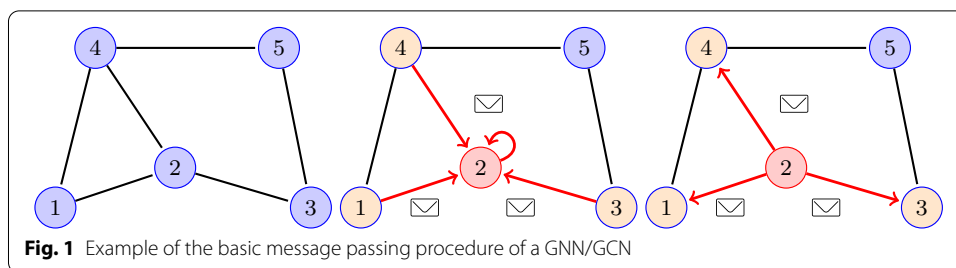 4 5 4 5 4 5
2 2 2
1 3 1 3 1 3
Fig. 1 Example of the basic message passing procedure of a GNN/GCN